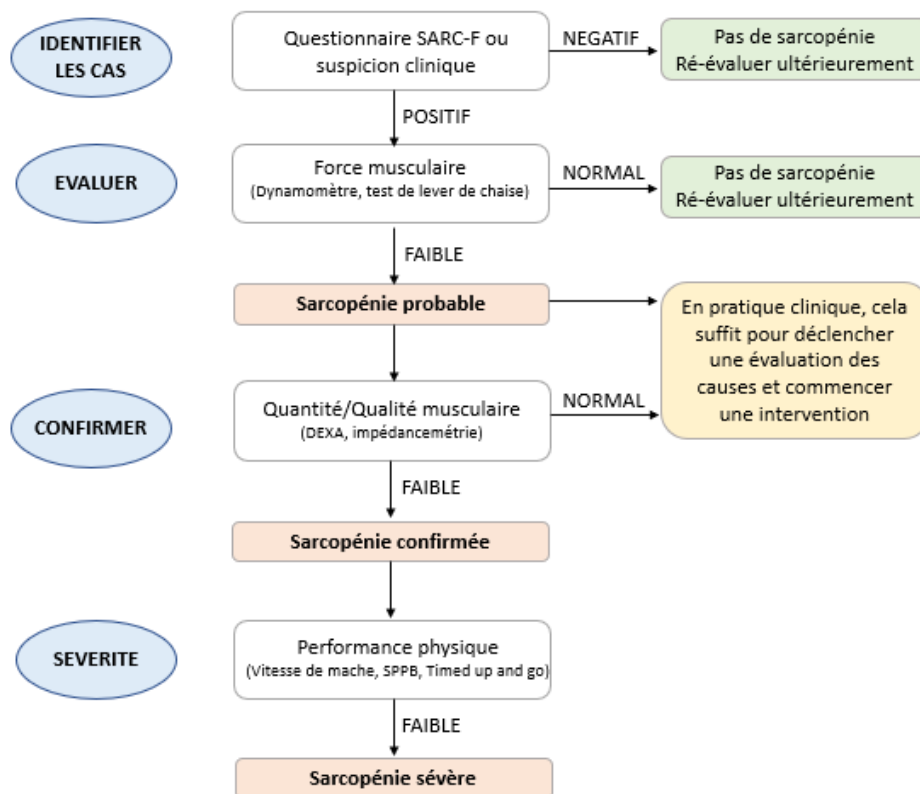 IDENTIFIER
LES CAS
Questionnaire SARC-F ou
suspicion clinique
NEGATIF
Pas de sarcopénie
Ré-évaluer ultérieurement
POSITIF
EVALUER
Force musculaire
(Dynamomètre, test de lever de chaise)
NORMAL
Pas de sarcopénie
Ré-évaluer ultérieurement
FAIBLE
Sarcopénie probable
En pratique clinique, cela
suffit pour déclencher
une évaluation des
causes et commencer
une intervention
CONFIRMER
Quantité/Qualité musculaire
(DEXA, impédancemétrie)
NORMAL
FAIBLE
Sarcopénie confirmée
SEVERITE
Performance physique
(Vitesse de mache, SPPB, Timed up and go)
FAIBLE
Sarcopénie sévère